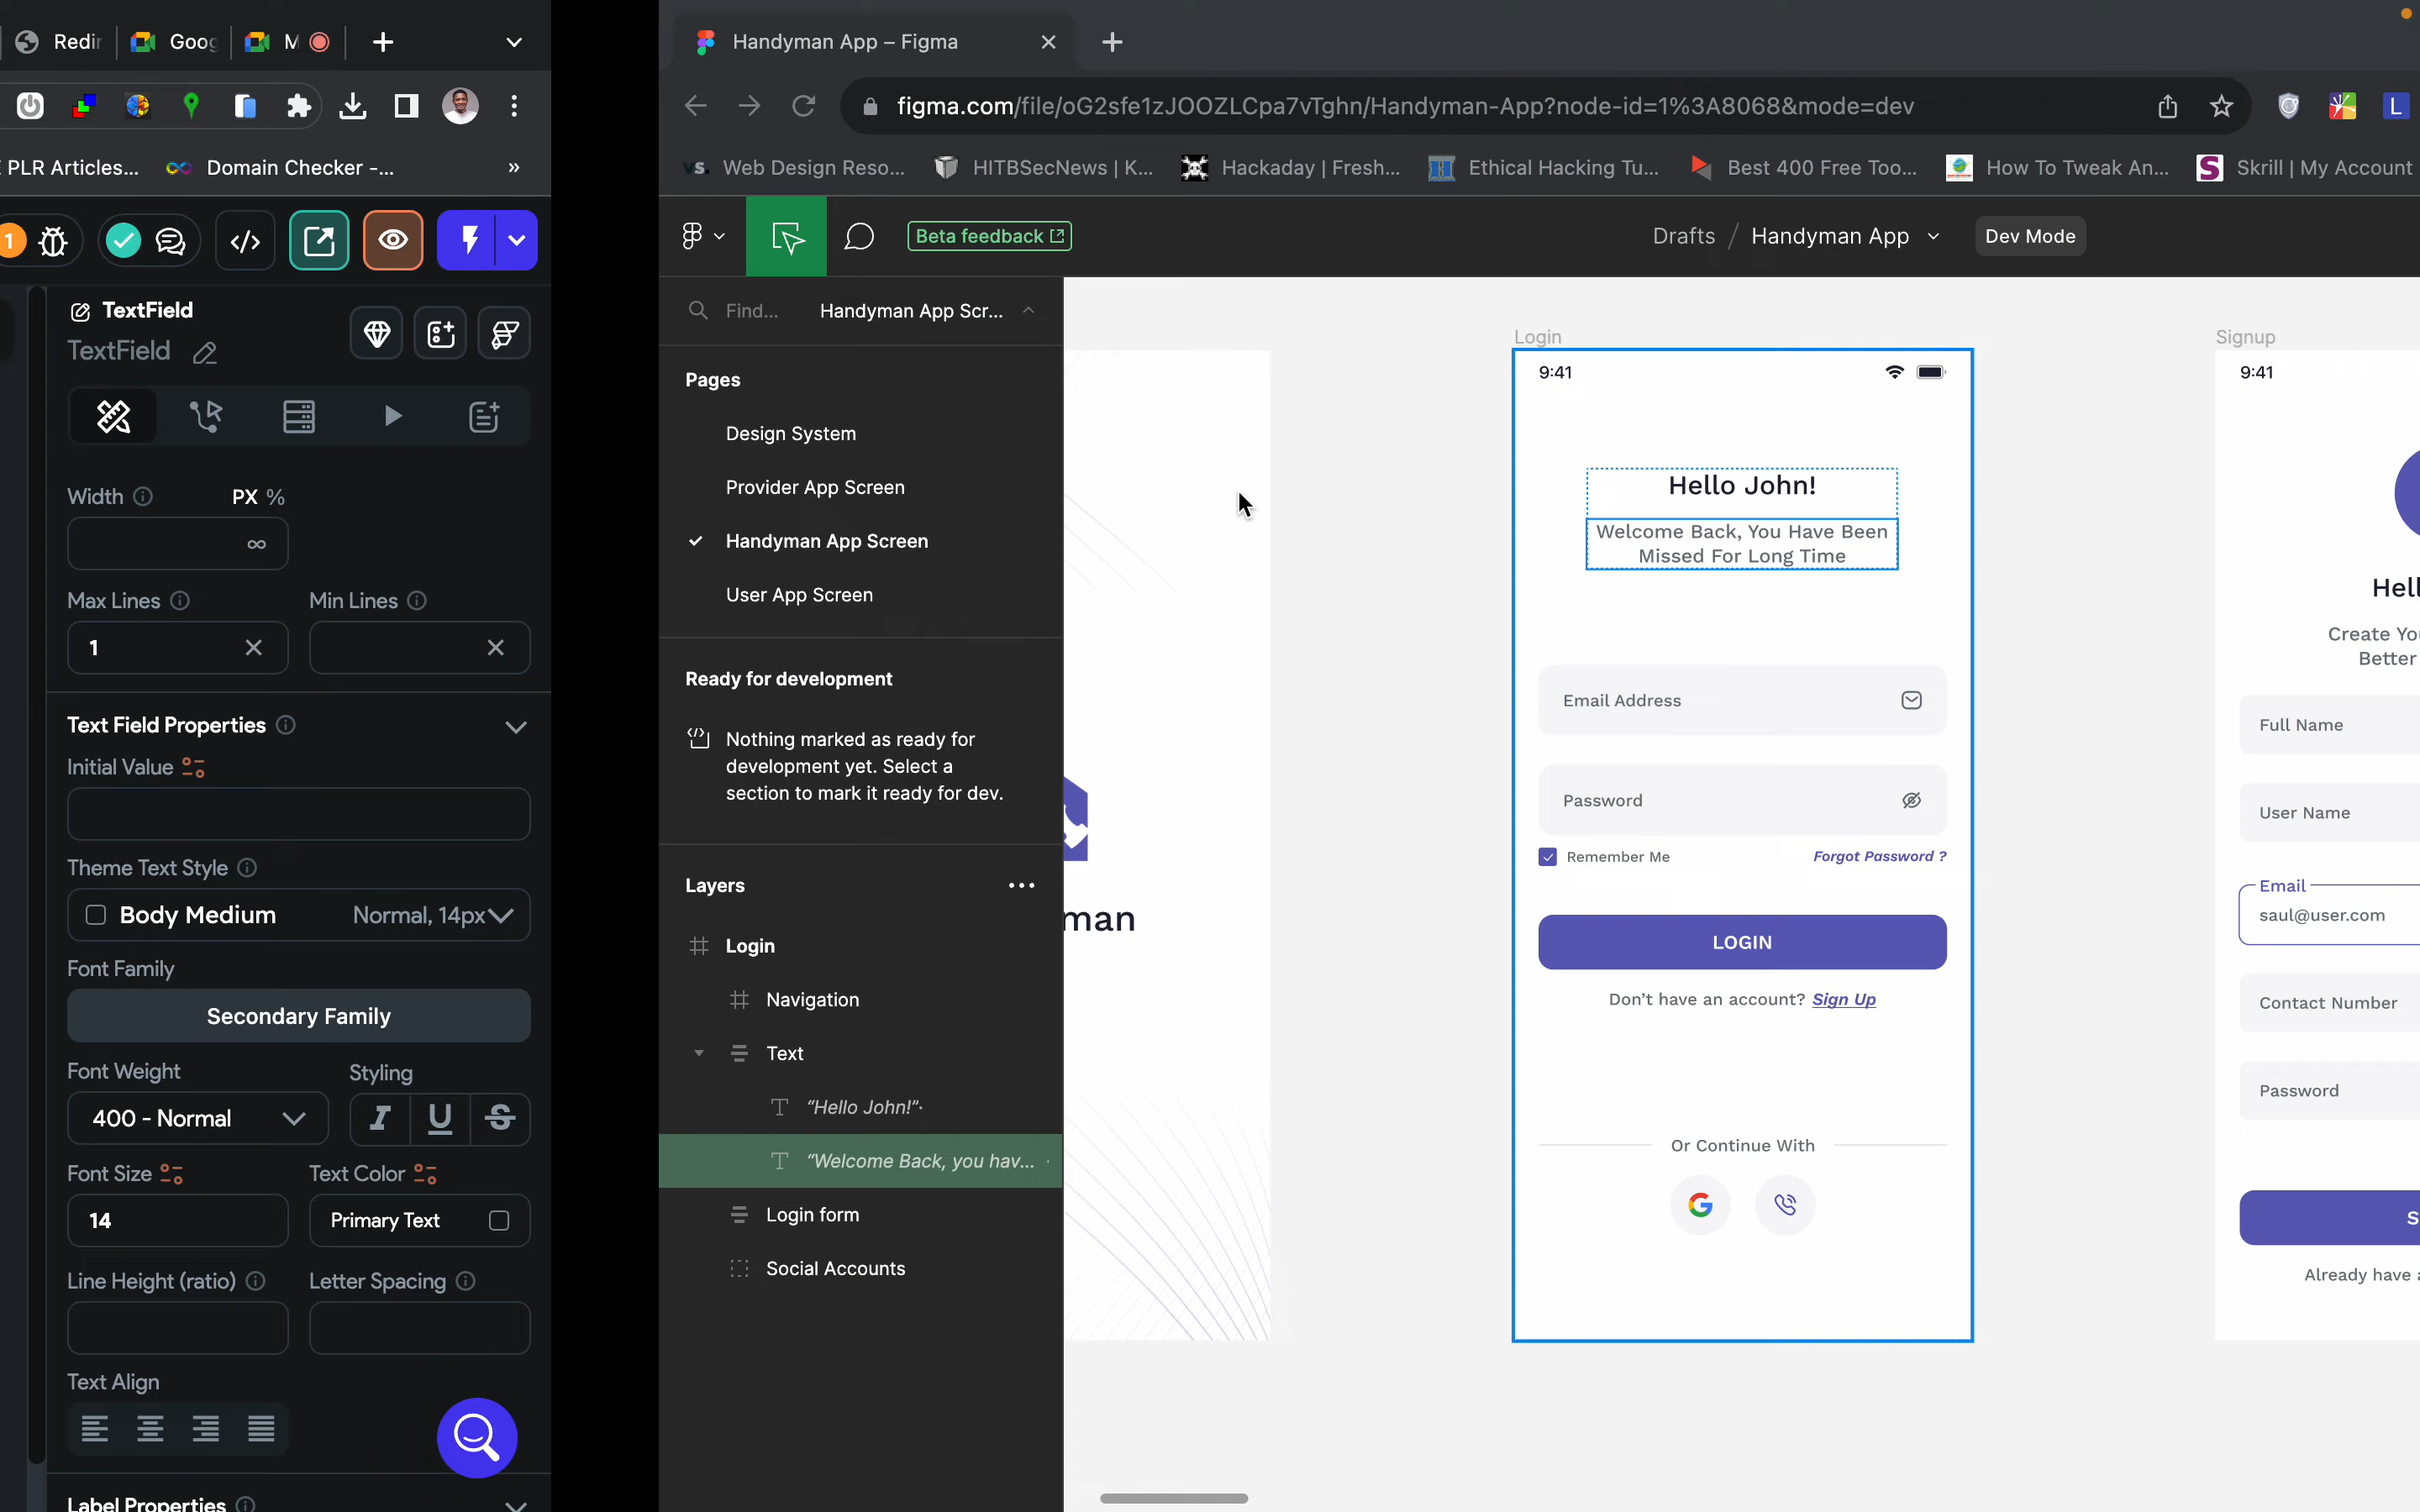 Redir
Goog
M
PLR Articles...
Domain Checker -...
»
1
TextField
TextField
Width
PX %
∞
Max Lines
Min Lines
1
Text Field Properties
Initial Value
Theme Text Style
Body Medium
Normal, 14px
Font Family
Secondary Family
Font Weight
Styling
400 - Normal
Font Size
Text Color
14
Primary Text
Line Height (ratio)
Letter Spacing
Text Align
Label Properties
Handyman App – Figma
figma.com/file/oG2sfe1zJOOZLCpa7vTghn/Handyman-App?node-id=1%3A8068&mode=dev
L
vs. Web Design Reso...
HITBSecNews | K...
Hackaday | Fresh...
Ethical Hacking Tu...
Best 400 Free Too...
How To Tweak An...
S Skrill | My Account
Beta feedback
Drafts / Handyman App
Dev Mode
Find...
Handyman App Scr...
Pages
Design System
Provider App Screen
Handyman App Screen
User App Screen
Ready for development
Nothing marked as ready for
development yet. Select a
section to mark it ready for dev.
Layers
Login
Navigation
Text
“Hello John!”
“Welcome Back, you hav...
Login form
Social Accounts
man
Login
9:41
Hello John!
Welcome Back, You Have Been
Missed For Long Time
Email Address
Password
Remember Me
Forgot Password ?
LOGIN
Don’t have an account? Sign Up
Or Continue With
Signup
9:41
Hell
Create You
Better
Full Name
User Name
Email
saul@user.com
Contact Number
Password
S
Already have a